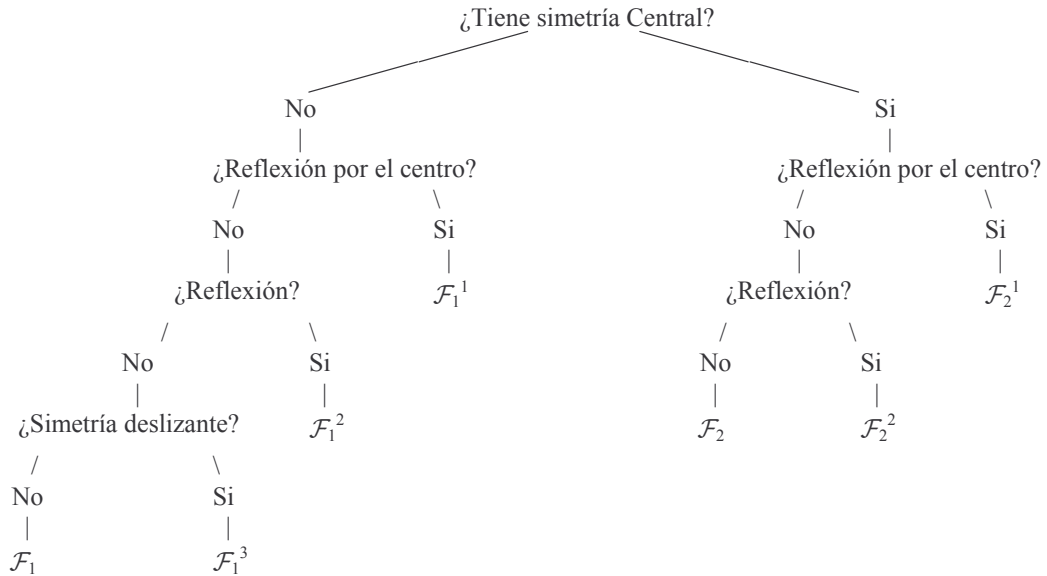 ¿Tiene simetría Central?
No Si
¿Reflexión por el centro? ¿Reflexión por el centro?
No Si No Si
¿Reflexión? ℱ₁¹ ¿Reflexión? ℱ₂¹
No Si No Si
¿Simetría deslizante? ℱ₁² ℱ₂ ℱ₂²
No Si
ℱ₁ ℱ₁³